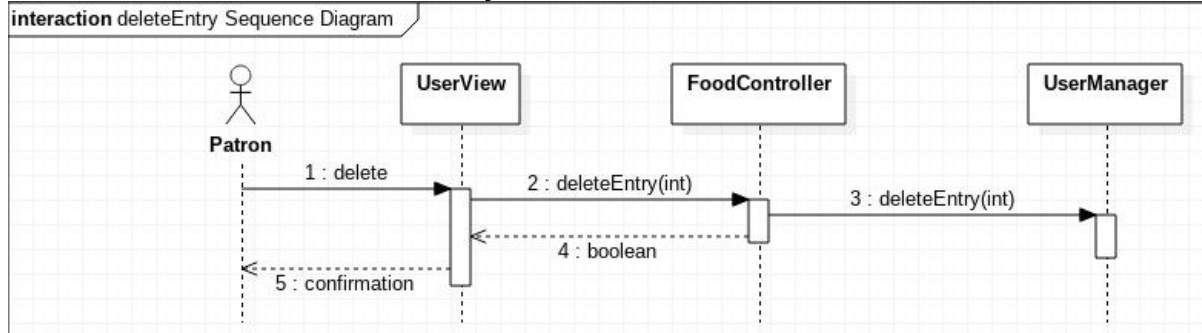 interaction deleteEntry Sequence Diagram
UserView
FoodController
UserManager
Patron
1 : delete
2 : deleteEntry(int)
3 : deleteEntry(int)
4 : boolean
5 : confirmation